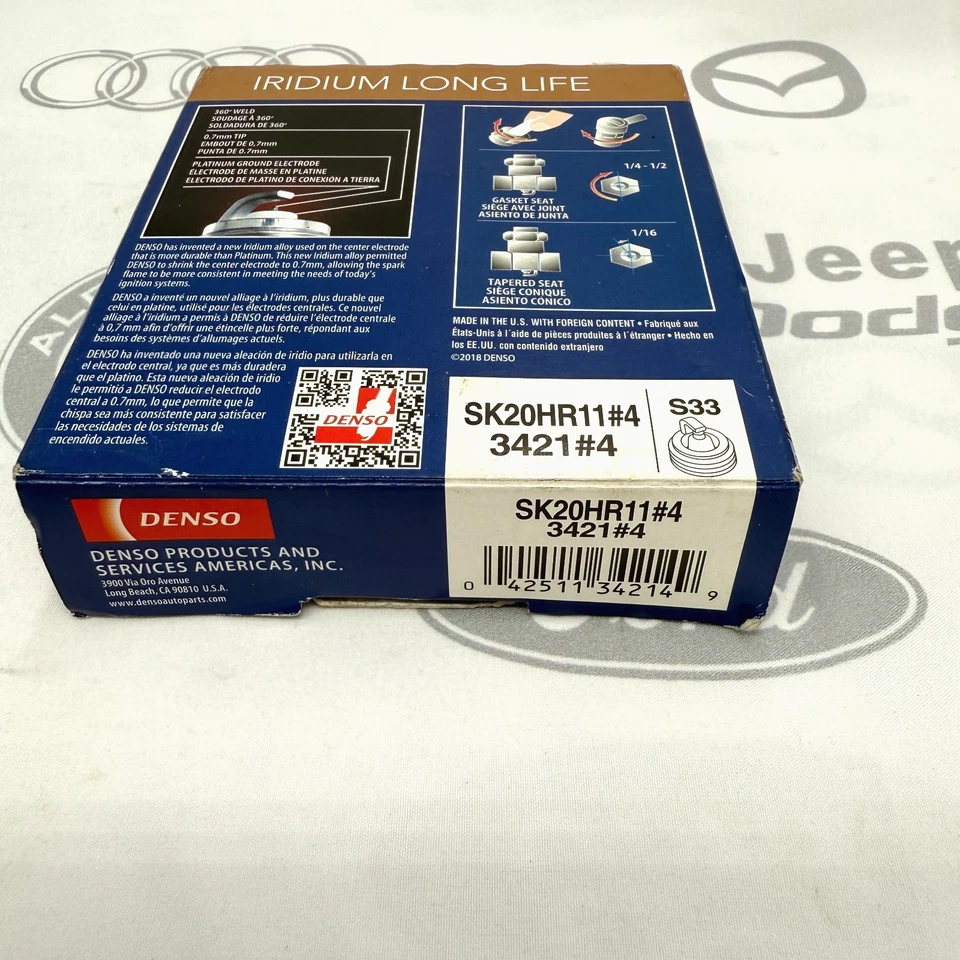 IRIDIUM LONG LIFE
360° WELD
SOUDAGE À 360°
SOLDADURA DE 360°
0.7mm TIP
EMBOUT DE 0,7mm
PUNTA DE 0.7mm
PLATINUM GROUND ELECTRODE
ÉLECTRODE DE MASSE EN PLATINE
ELECTRODO DE PLATINO DE CONEXIÓN A TIERRA
DENSO has invented a new Iridium alloy used on the center electrode
that is more durable than Platinum. This new Iridium alloy permitted
DENSO to shrink the center electrode to 0.7mm, allowing the spark
flame to be more consistent in meeting the needs of today's
ignition systems.
DENSO a inventé un nouvel alliage à l'iridium, plus durable que
celui en platine, utilisé pour les électrodes centrales. Ce nouvel
alliage à l'iridium a permis à DENSO de réduire l'électrode centrale
à 0,7 mm afin d'offrir une étincelle plus forte, répondant aux
besoins des systèmes d'allumages actuels.
DENSO ha inventado una nueva aleación de iridio para utilizarla en
el electrodo central, ya que es más duradera
que el platino. Esta nueva aleación de iridio
le permitió a DENSO reducir el electrodo
central a 0.7mm, lo que permite que la
chispa sea más consistente para satisfacer
las necesidades de los sistemas de
encendido actuales.
DENSO
1/4 - 1/2
GASKET SEAT
SIÈGE AVEC JOINT
ASIENTO DE JUNTA
1/16
TAPERED SEAT
SIÈGE CONIQUE
ASIENTO CÓNICO
MADE IN THE U.S. WITH FOREIGN CONTENT • Fabriqué aux
États-Unis à l'aide de pièces produites à l'étranger • Hecho en
los EE.UU. con contenido extranjero
©2018 DENSO
SK20HR11#4
3421#4
S33
DENSO
DENSO PRODUCTS AND
SERVICES AMERICAS, INC.
3900 Via Oro Avenue
Long Beach, CA 90810 U.S.A.
www.densoautoparts.com
SK20HR11#4
3421#4
0 42511 34214 9
Jeep
Dodge
Ford